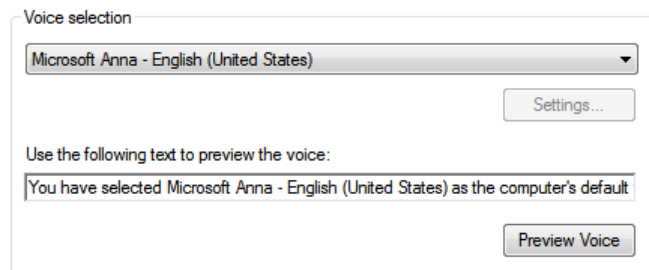 Voice selection
Microsoft Anna - English (United States)
Settings...
Use the following text to preview the voice:
You have selected Microsoft Anna - English (United States) as the computer's default
Preview Voice